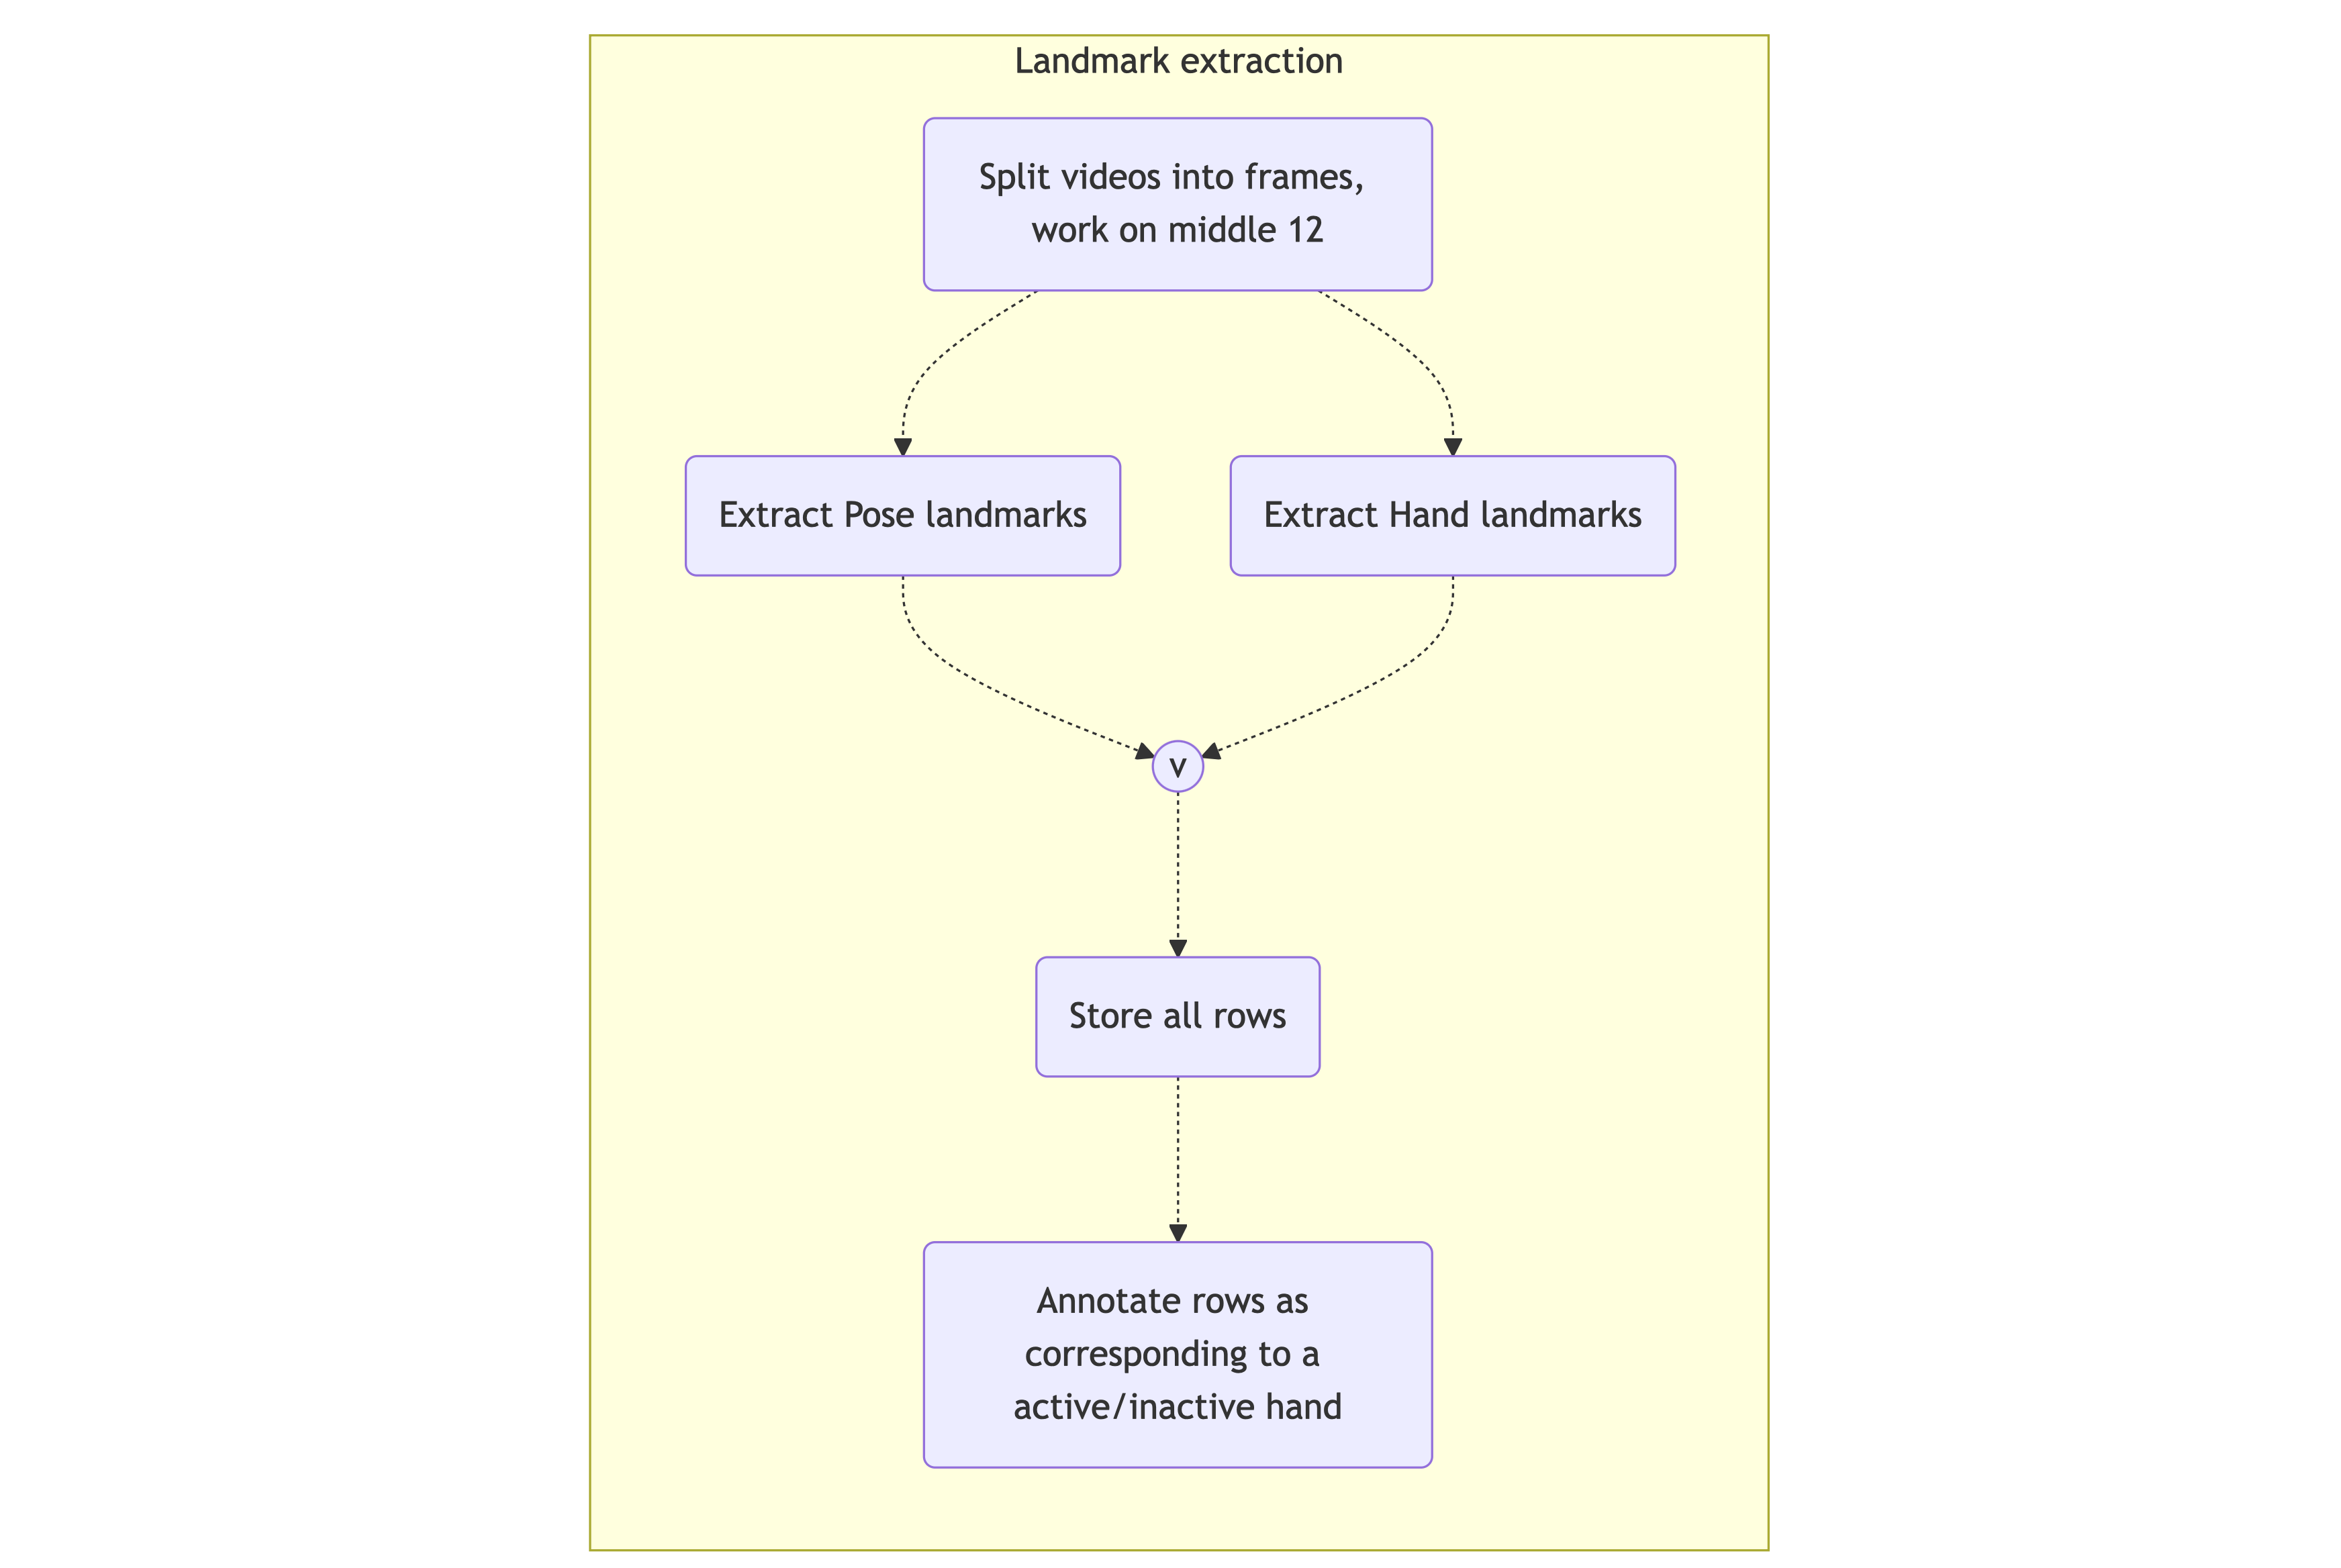 Landmark extraction
Split videos into frames,
work on middle 12
Extract Pose landmarks
Extract Hand landmarks
v
Store all rows
Annotate rows as
corresponding to a
active/inactive hand